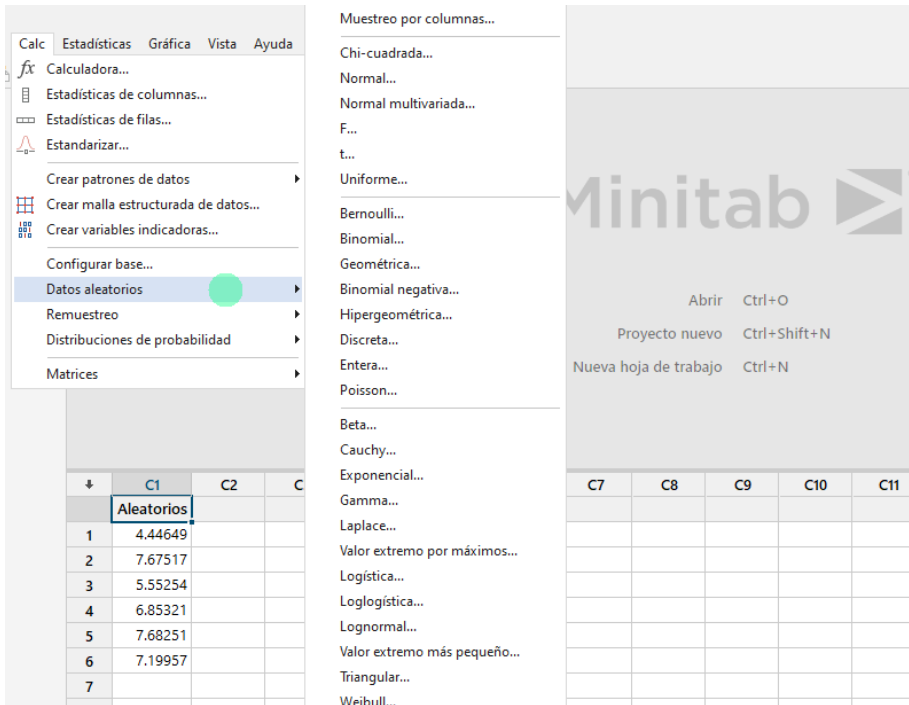 Calc Estadísticas Gráfica Vista Ayuda
fx Calculadora...
Estadísticas de columnas...
Estadísticas de filas...
Estandarizar...
Crear patrones de datos
Crear malla estructurada de datos...
Crear variables indicadoras...
Configurar base...
Datos aleatorios
Remuestreo
Distribuciones de probabilidad
Matrices
Muestreo por columnas...
Chi-cuadrada...
Normal...
Normal multivariada...
F...
t...
Uniforme...
Bernoulli...
Binomial...
Geométrica...
Binomial negativa...
Hipergeométrica...
Discreta...
Entera...
Poisson...
Beta...
Cauchy...
Exponencial...
Gamma...
Laplace...
Valor extremo por máximos...
Logística...
Loglogística...
Lognormal...
Valor extremo más pequeño...
Triangular...
Weibull...
Minitab
Abrir Ctrl+O
Proyecto nuevo Ctrl+Shift+N
Nueva hoja de trabajo Ctrl+N
C1 C2 C C7 C8 C9 C10 C11
Aleatorios
1 4.44649
2 7.67517
3 5.55254
4 6.85321
5 7.68251
6 7.19957
7